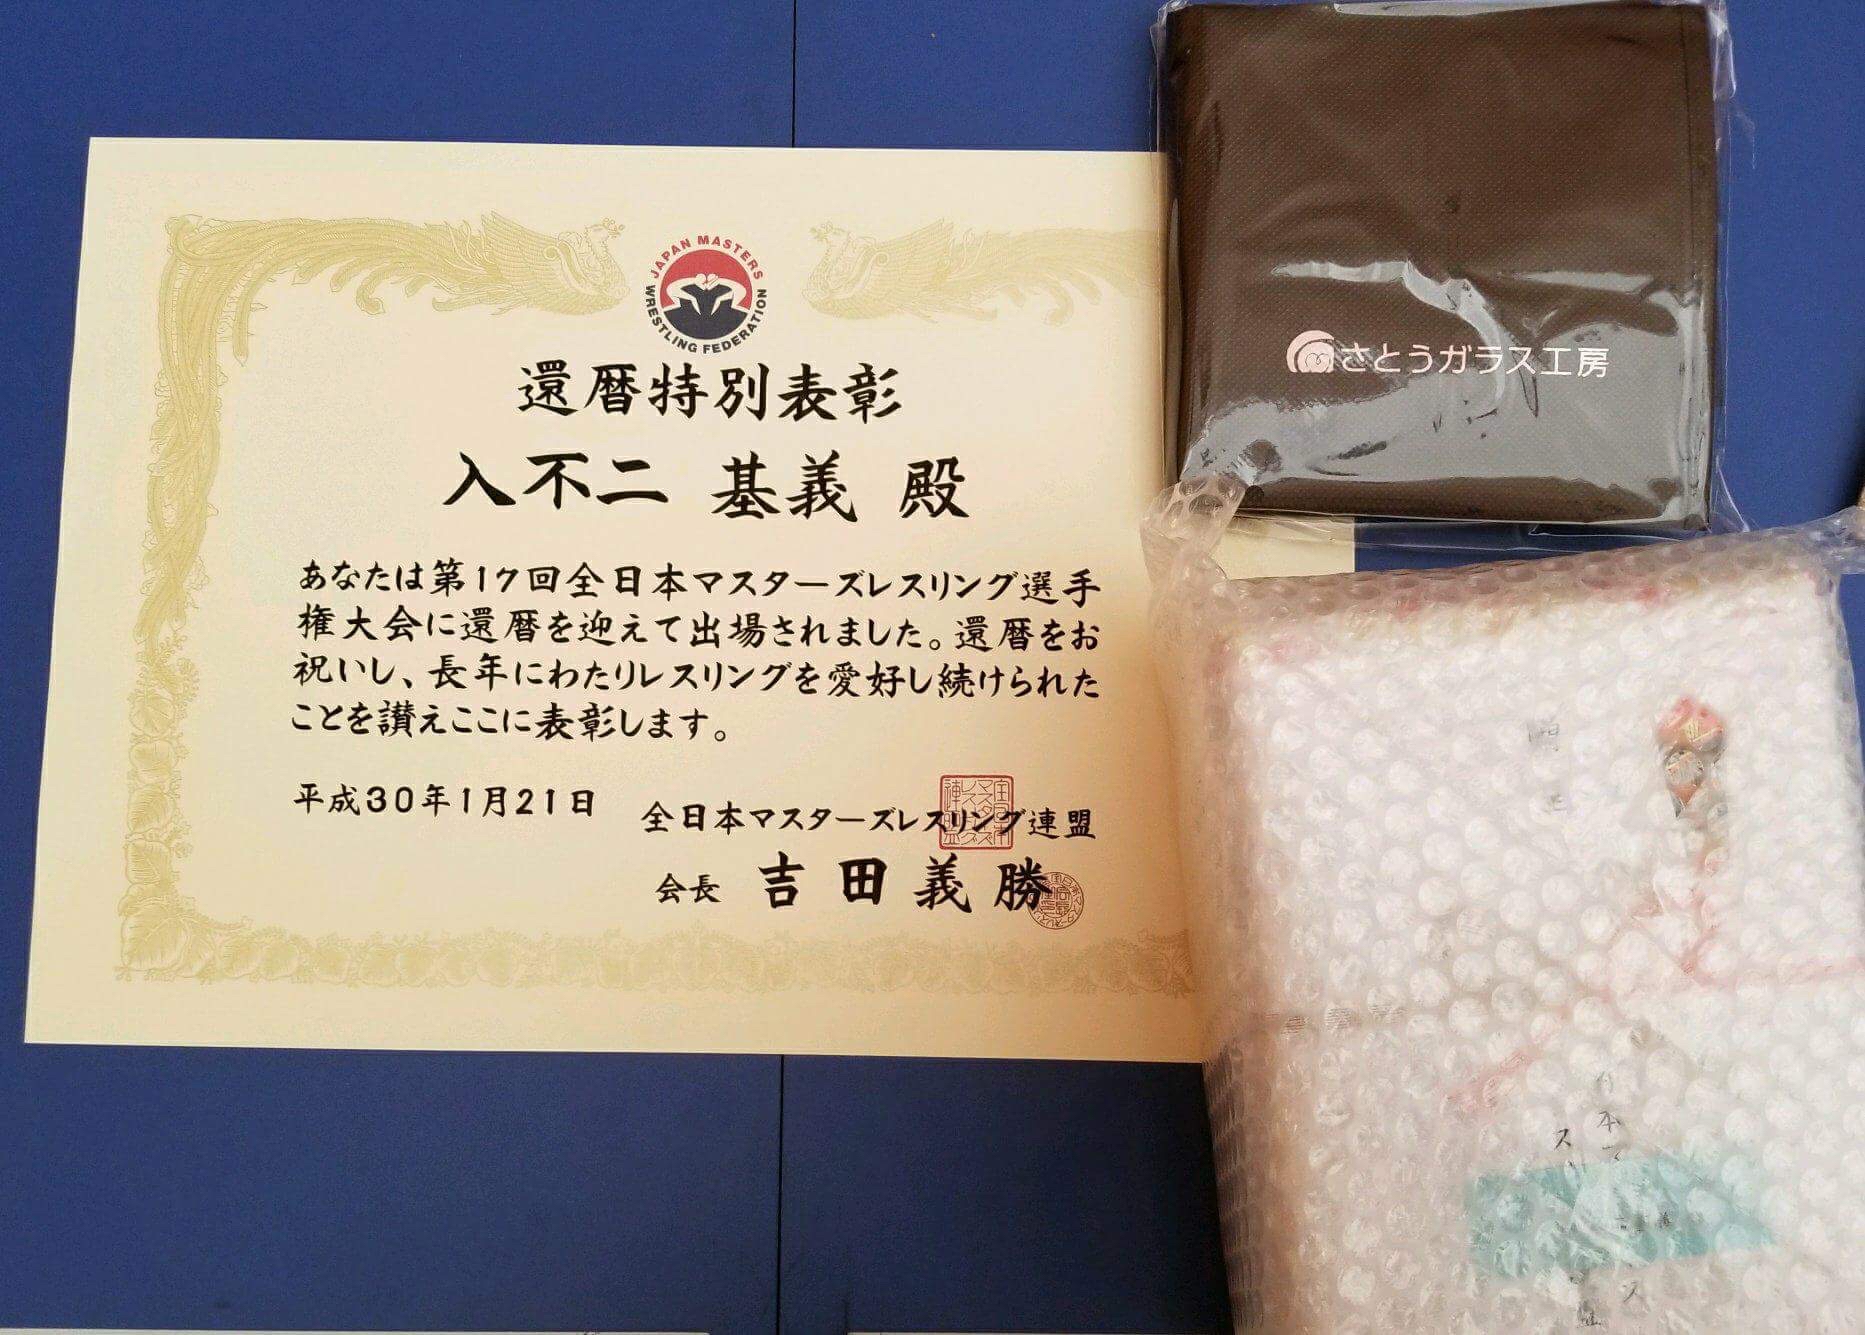 JAPAN MASTERS
WRESTLING FEDERATION
還暦特別表彰
入不二 基義 殿
あなたは第17回全日本マスターズレスリング選手
権大会に還暦を迎えて出場されました。還暦をお
祝いし、長年にわたりレスリングを愛好し続けられた
ことを讃えここに表彰します。
平成30年1月21日
全日本マスターズレスリング連盟
会長 吉田義勝
さとうガラス工房